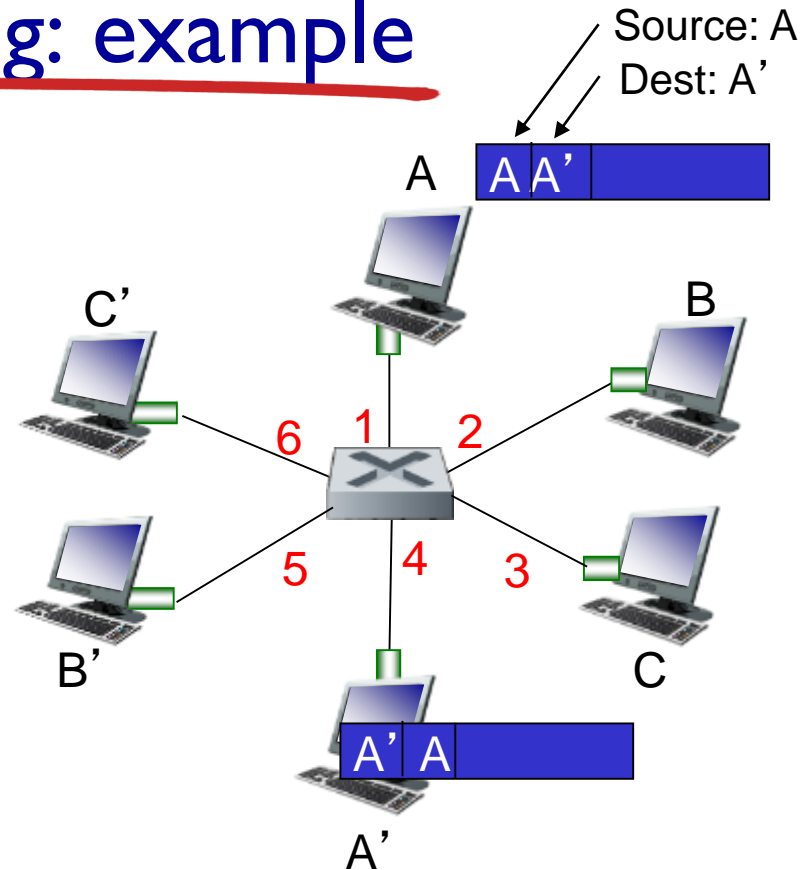 g: example
Source: A
Dest: A’
A
A A’
C’
B
6 1 2
5 4 3
B’
C
A’ A
A’